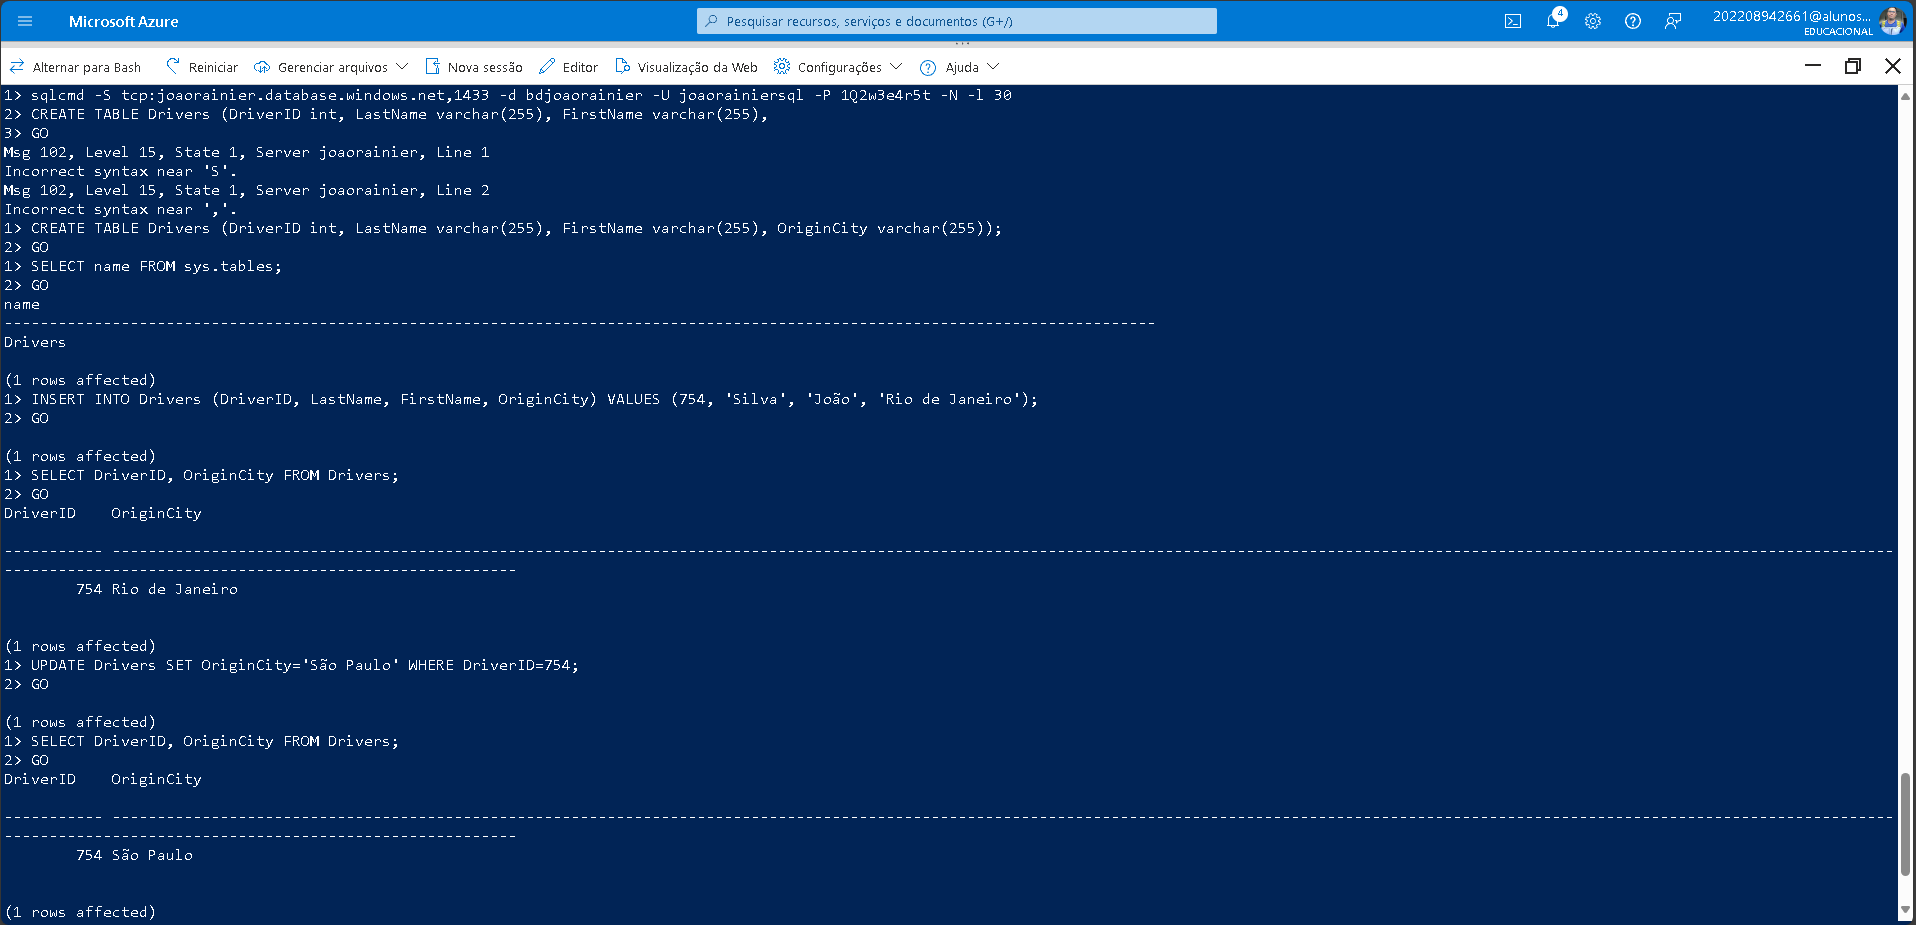 Microsoft Azure
Pesquisar recursos, serviços e documentos (G+/)
4
202208942661@alunos...
EDUCACIONAL
Alternar para Bash
Reiniciar
Gerenciar arquivos
Nova sessão
Editor
Visualização da Web
Configurações
Ajuda
1> sqlcmd -S tcp:joaorainier.database.windows.net,1433 -d bdjoaorainier -U joaorainiersql -P 1Q2w3e4r5t -N -l 30
2> CREATE TABLE Drivers (DriverID int, LastName varchar(255), FirstName varchar(255),
3> GO
Msg 102, Level 15, State 1, Server joaorainier, Line 1
Incorrect syntax near 'S'.
Msg 102, Level 15, State 1, Server joaorainier, Line 2
Incorrect syntax near ','.
1> CREATE TABLE Drivers (DriverID int, LastName varchar(255), FirstName varchar(255), OriginCity varchar(255));
2> GO
1> SELECT name FROM sys.tables;
2> GO
name
--------------------------------------------------------------------------------------------------------------------------------
Drivers
(1 rows affected)
1> INSERT INTO Drivers (DriverID, LastName, FirstName, OriginCity) VALUES (754, 'Silva', 'João', 'Rio de Janeiro');
2> GO
(1 rows affected)
1> SELECT DriverID, OriginCity FROM Drivers;
2> GO
DriverID    OriginCity
----------- ------------------------------------------------------------------------------------------------------------------------------------------------------------------------------------------------------
---------------------------------------------------------
        754 Rio de Janeiro
(1 rows affected)
1> UPDATE Drivers SET OriginCity='São Paulo' WHERE DriverID=754;
2> GO
(1 rows affected)
1> SELECT DriverID, OriginCity FROM Drivers;
2> GO
DriverID    OriginCity
----------- ------------------------------------------------------------------------------------------------------------------------------------------------------------------------------------------------------
---------------------------------------------------------
        754 São Paulo
(1 rows affected)